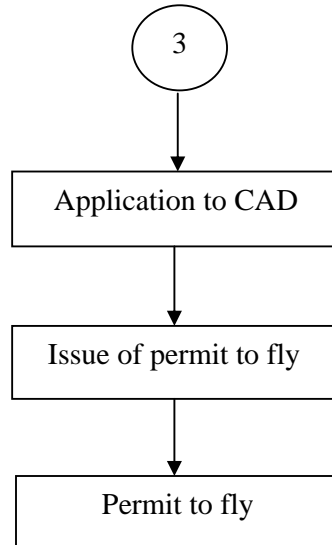 3
Application to CAD
Issue of permit to fly
Permit to fly